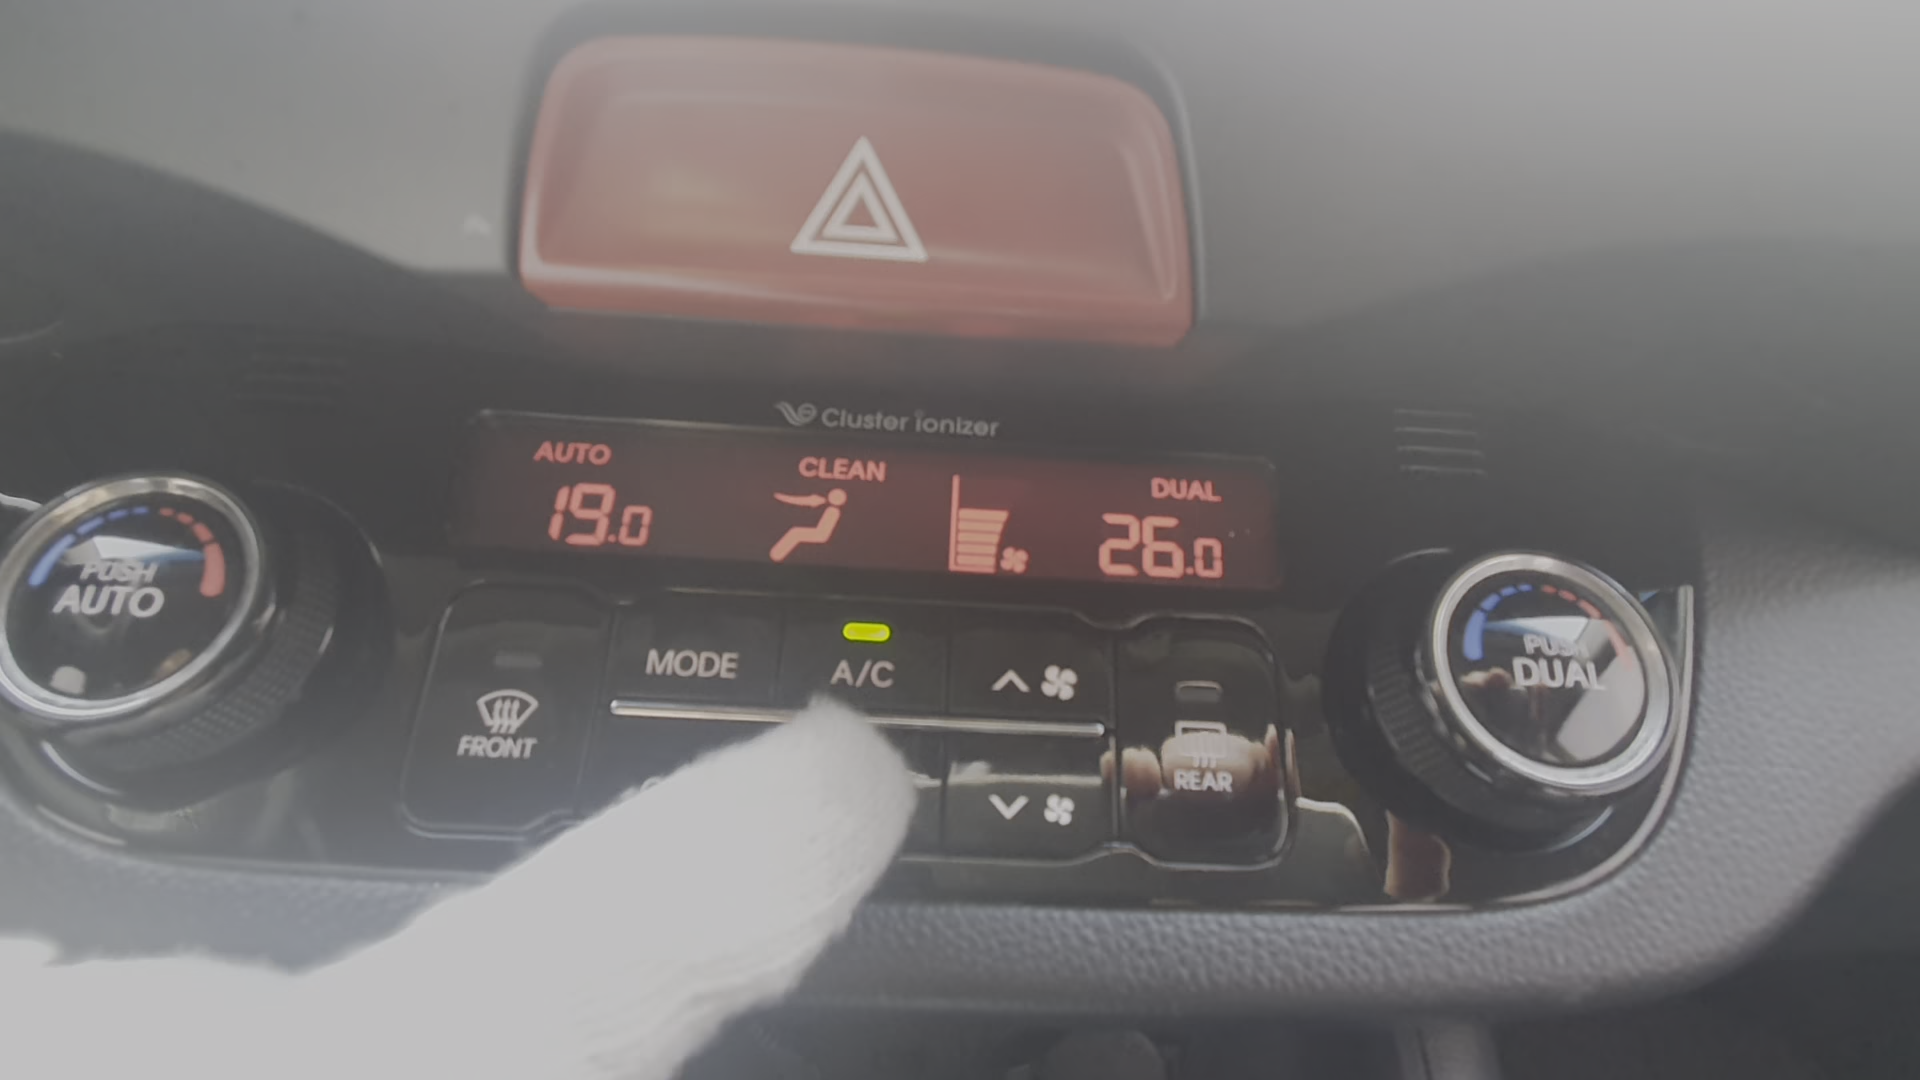 Cluster ionizer
AUTO
CLEAN
DUAL
19.0
26.0
PUSH
AUTO
MODE
A/C
PUSH
DUAL
FRONT
REAR